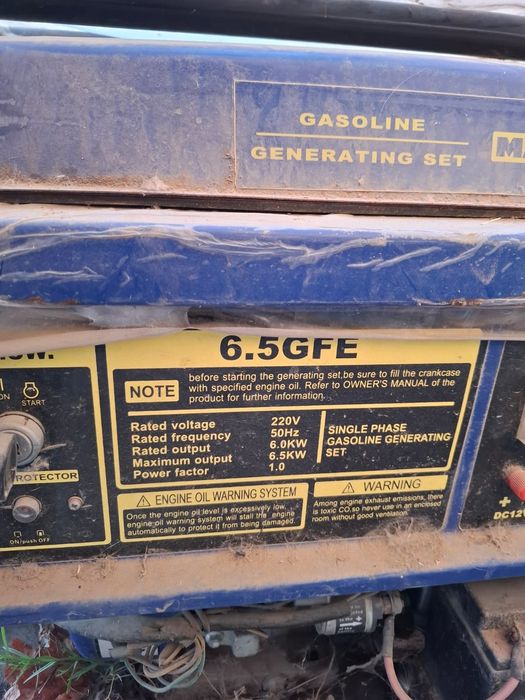 GASOLINE
GENERATING SET
6.5GFE
NOTE
before starting the generating set,be sure to fill the crankcase
with specified engine oil. Refer to OWNER'S MANUAL of the
product for further information.
Rated voltage 220V
Rated frequency 50Hz
Rated output 6.0KW
Maximum output 6.5KW
Power factor 1.0
SINGLE PHASE
GASOLINE GENERATING
SET
ON
START
ON/push OFF
⚠ ENGINE OIL WARNING SYSTEM
Once the engine oil level is excessively low,
engine oil warning system will stall the engine
automatically to protect it from being damaged.
⚠ WARNING
Among engine exhaust emissions, there
is toxic CO.so never use in an enclosed
room without good ventilation.
+
DC12V